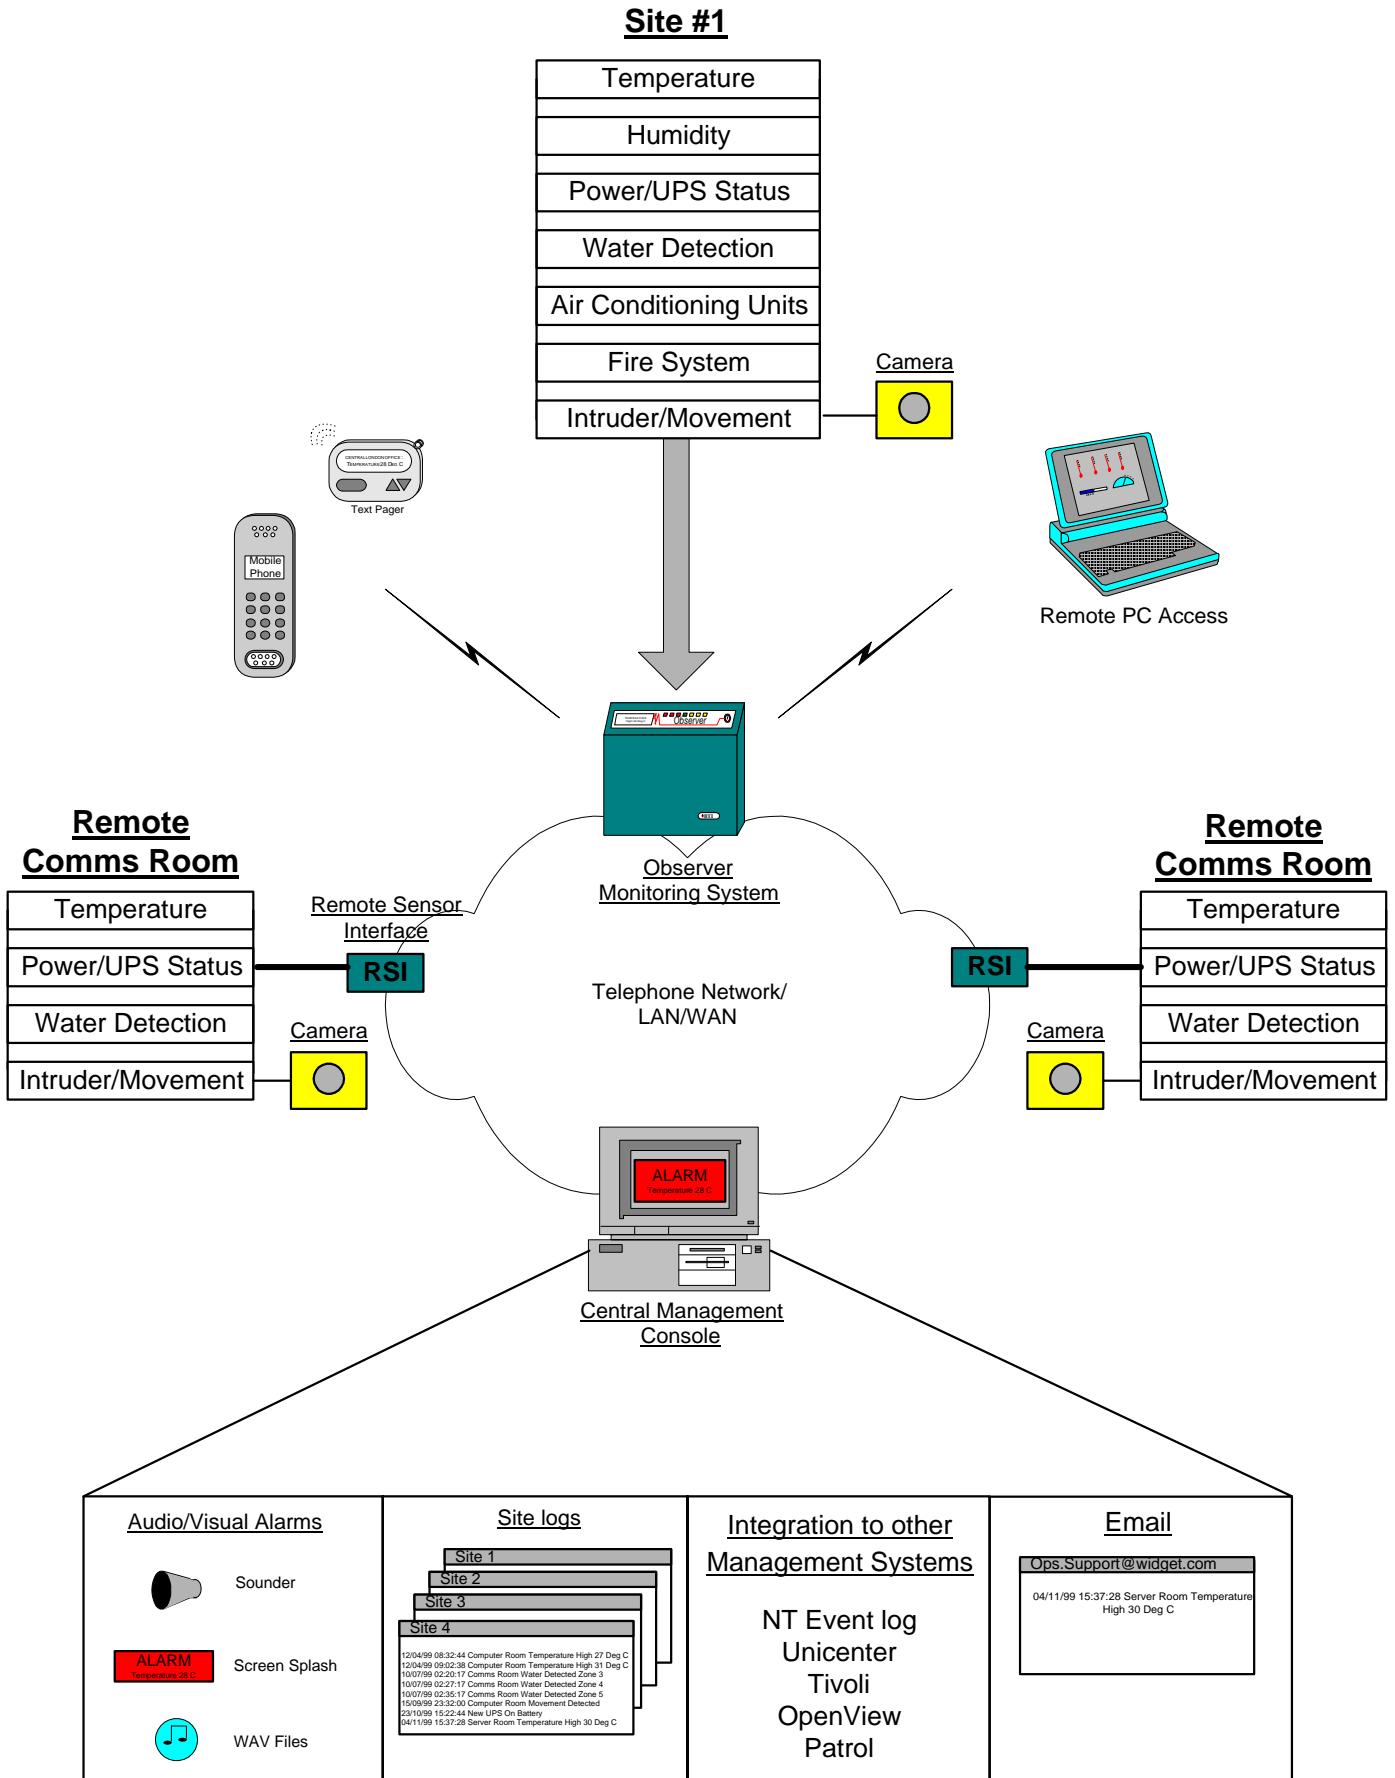 Site #1
Temperature
Humidity
Power/UPS Status
Water Detection
Air Conditioning Units
Fire System
Intruder/Movement
Camera
CENTRAL LONDON OFFICE :
TEMPERATURE 28 DEG C
Text Pager
Mobile
Phone
Remote PC Access
Observer
Observer
Monitoring System
Remote
Comms Room
Temperature
Power/UPS Status
Water Detection
Intruder/Movement
Remote Sensor
Interface
RSI
Camera
Telephone Network/
LAN/WAN
Remote
Comms Room
RSI
Temperature
Power/UPS Status
Water Detection
Intruder/Movement
Camera
ALARM
Temperature 28 C
Central Management
Console
Audio/Visual Alarms
Sounder
ALARM
Temperature 28 C
Screen Splash
WAV Files
Site logs
Site 1
Site 2
Site 3
Site 4
12/04/99 08:32:44 Computer Room Temperature High 27 Deg C
12/04/99 09:02:38 Computer Room Temperature High 31 Deg C
10/07/99 02:20:17 Comms Room Water Detected Zone 3
10/07/99 02:27:17 Comms Room Water Detected Zone 4
10/07/99 02:35:17 Comms Room Water Detected Zone 5
15/09/99 23:32:00 Computer Room Movement Detected
23/10/99 15:22:44 New UPS On Battery
04/11/99 15:37:28 Server Room Temperature High 30 Deg C
Integration to other
Management Systems
NT Event log
Unicenter
Tivoli
OpenView
Patrol
Email
Ops.Support@widget.com
04/11/99 15:37:28 Server Room Temperature
High 30 Deg C